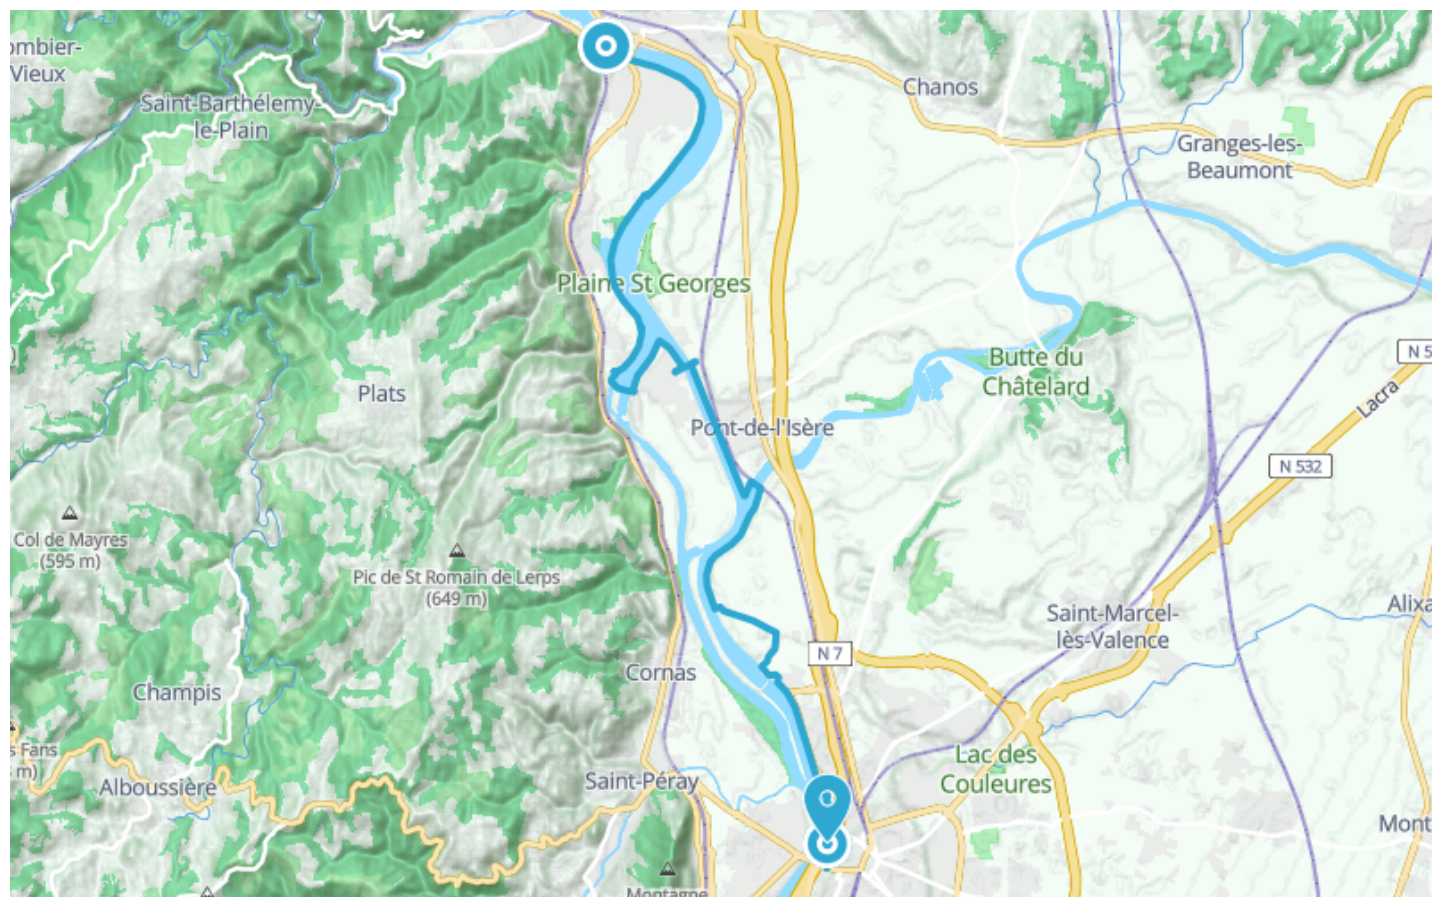 ombier-
Vieux
Saint-Barthélemy-
le-Plain
Chanos
Granges-les-
Beaumont
Plaine St Georges
Plats
Butte du
Châtelard
N 5
Lacra
Pont-de-l'Isère
N 532
Col de Mayres
(595 m)
Pic de St Romain de Lerps
(649 m)
Saint-Marcel-
lès-Valence
Alixa
N 7
Cornas
Champis
s Fans
m)
Alboussière
Saint-Péray
Lac des
Couleures
Mont
Montagne